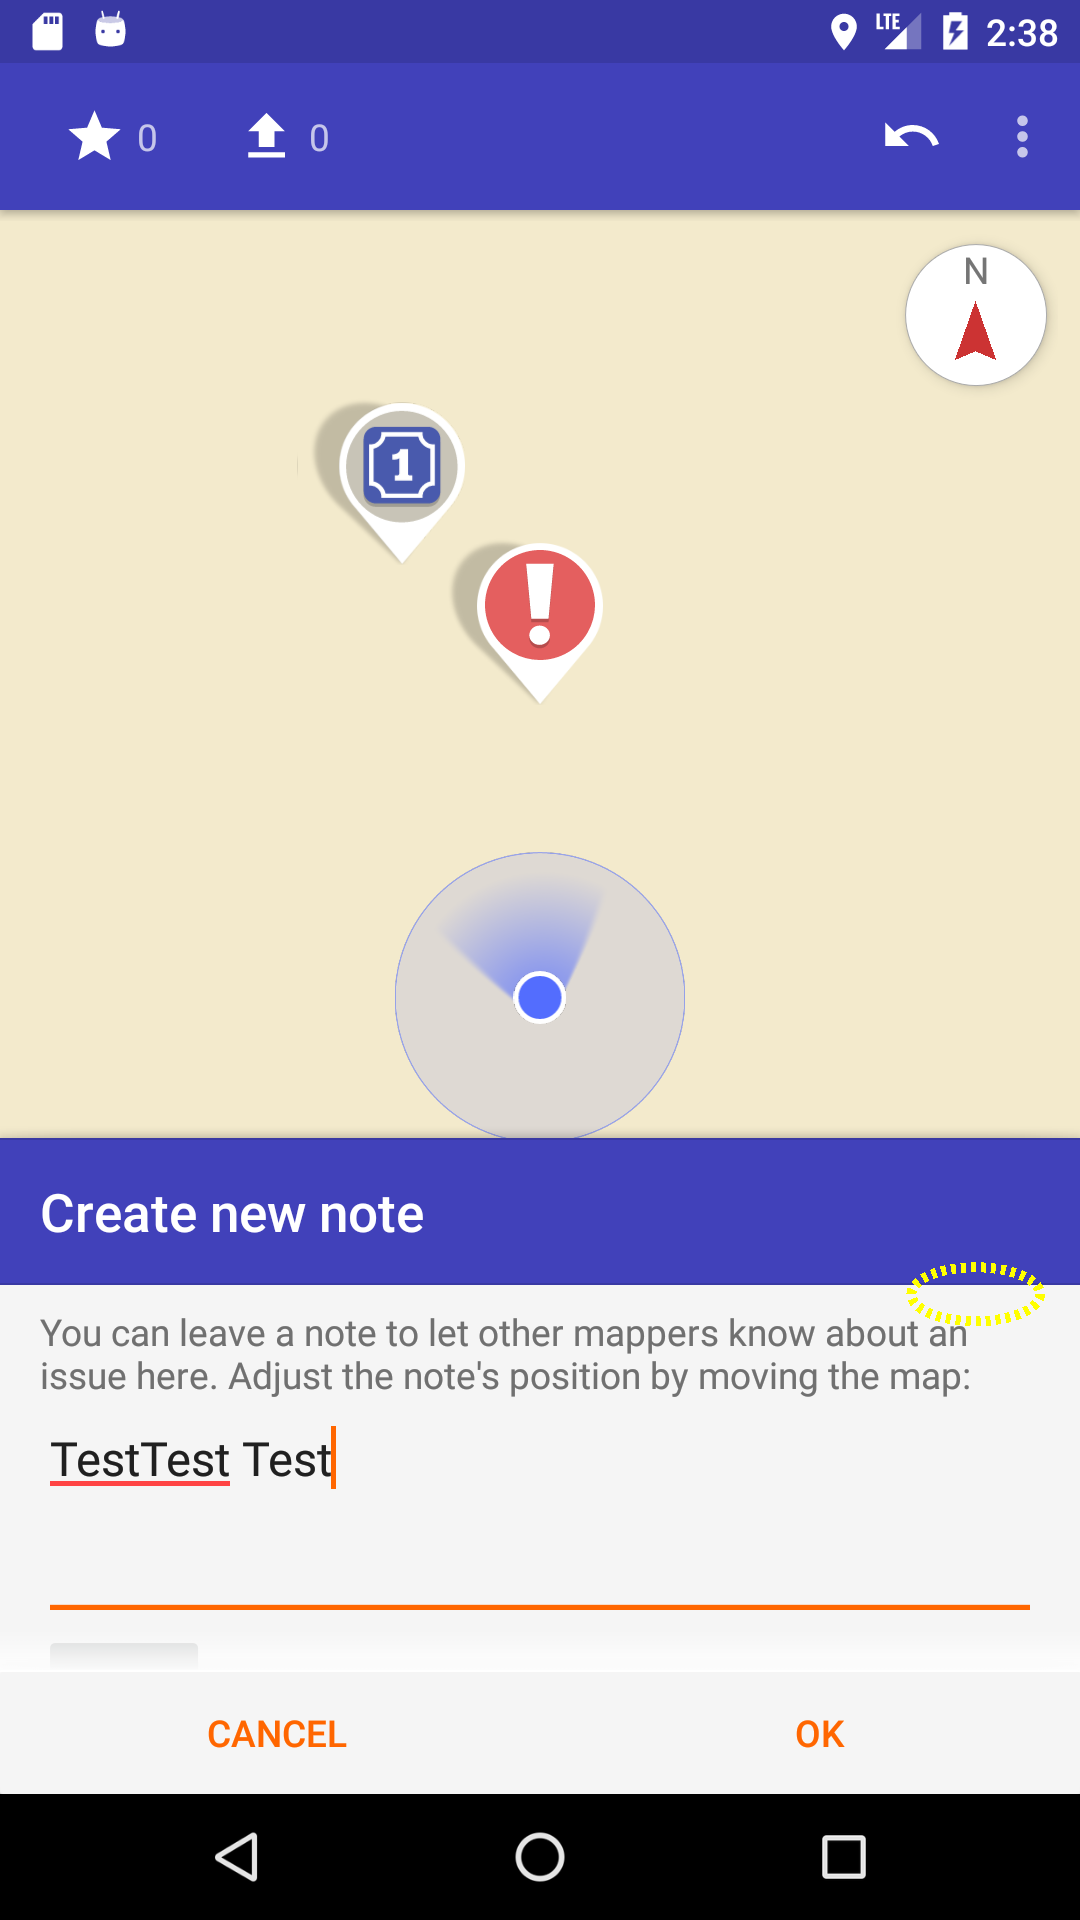 LTE 2:38
0 0
N
1
!
Create new note
You can leave a note to let other mappers know about an
issue here. Adjust the note's position by moving the map:
TestTest Test
CANCEL OK